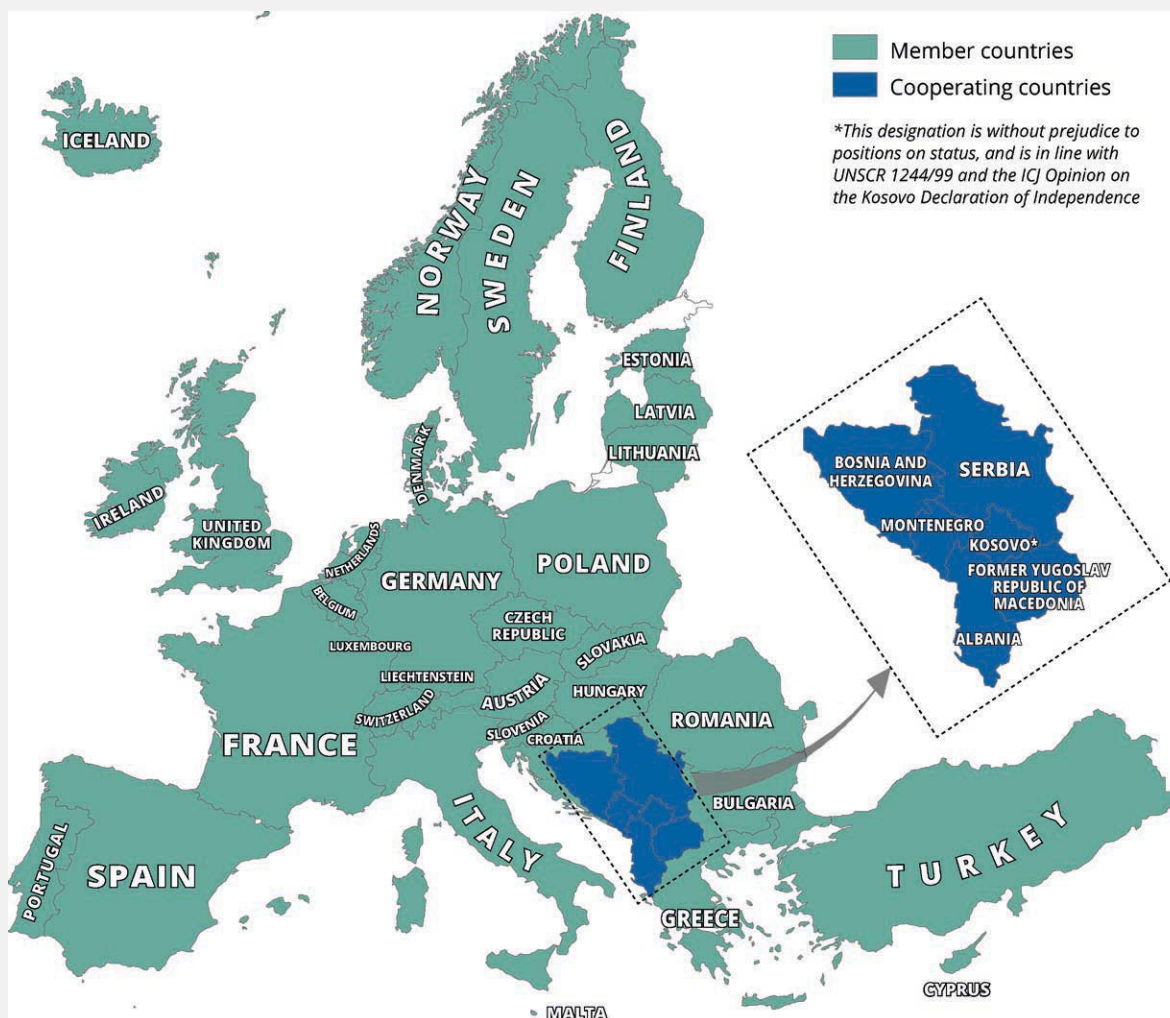 Member countries
Cooperating countries
*This designation is without prejudice to
positions on status, and is in line with
UNSCR 1244/99 and the ICJ Opinion on
the Kosovo Declaration of Independence
ICELAND
NORWAY
SWEDEN
FINLAND
ESTONIA
LATVIA
LITHUANIA
DENMARK
IRELAND
UNITED
KINGDOM
NETHERLANDS
BELGIUM
LUXEMBOURG
GERMANY
POLAND
CZECH
REPUBLIC
SLOVAKIA
LIECHTENSTEIN
SWITZERLAND
AUSTRIA
HUNGARY
SLOVENIA
CROATIA
ROMANIA
FRANCE
BULGARIA
ITALY
PORTUGAL
SPAIN
GREECE
TURKEY
CYPRUS
MALTA
BOSNIA AND
HERZEGOVINA
SERBIA
MONTENEGRO
KOSOVO*
FORMER YUGOSLAV
REPUBLIC OF
MACEDONIA
ALBANIA